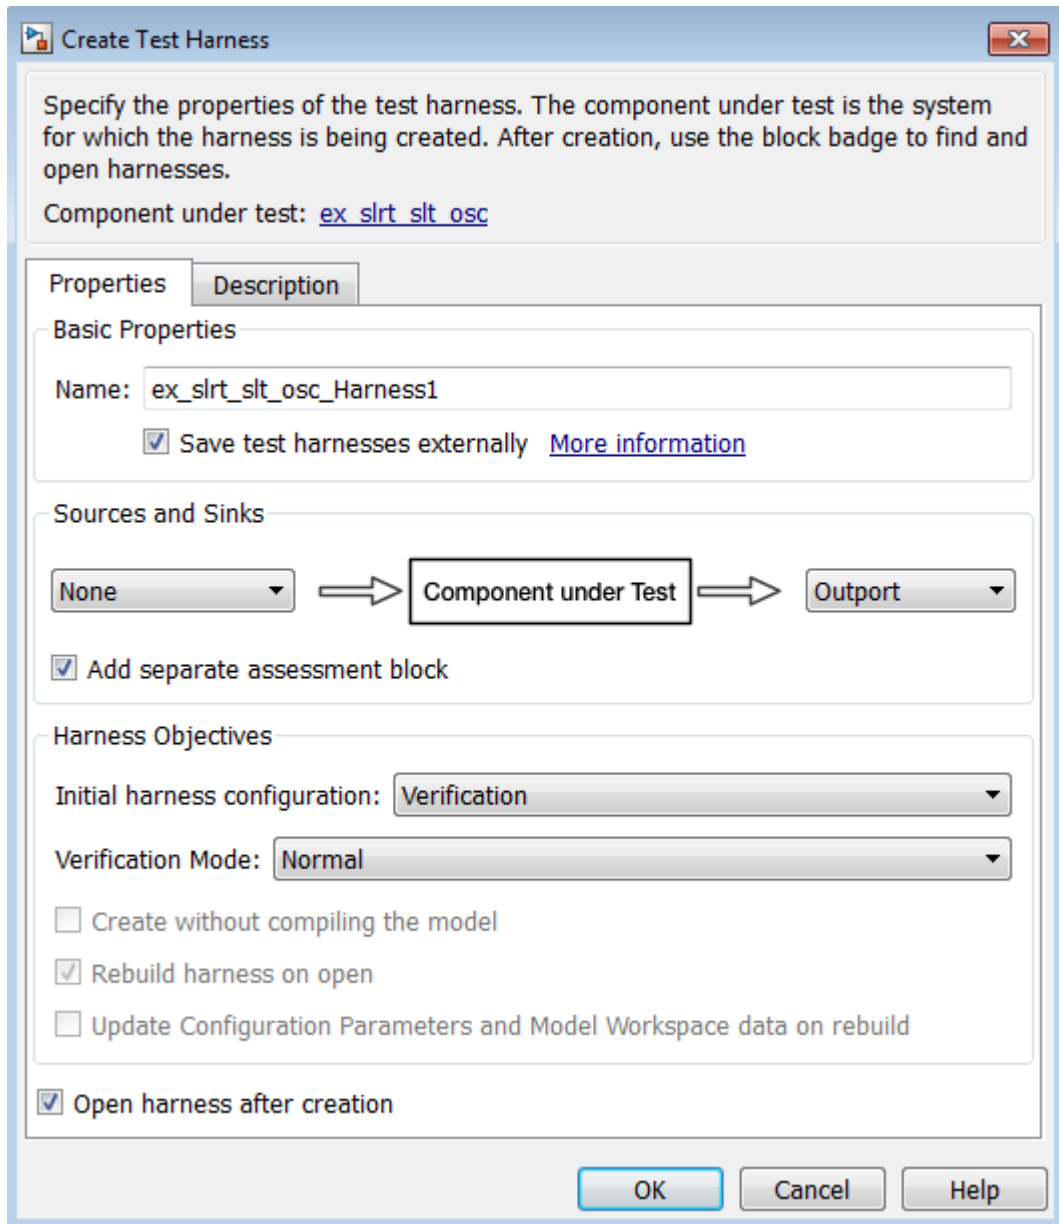 Create Test Harness
Specify the properties of the test harness. The component under test is the system
for which the harness is being created. After creation, use the block badge to find and
open harnesses.
Component under test: ex_slrt_slt_osc
Properties Description
Basic Properties
Name: ex_slrt_slt_osc_Harness1
Save test harnesses externally More information
Sources and Sinks
None Component under Test Outport
Add separate assessment block
Harness Objectives
Initial harness configuration: Verification
Verification Mode: Normal
Create without compiling the model
Rebuild harness on open
Update Configuration Parameters and Model Workspace data on rebuild
Open harness after creation
OK Cancel Help